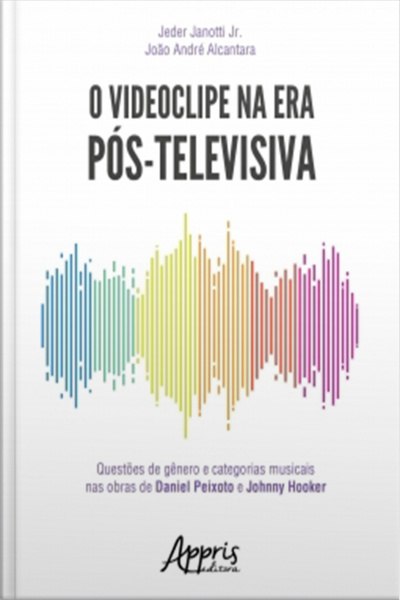 Jeder Janotti Jr.
João André Alcantara
O VIDEOCLIPE NA ERA
PÓS-TELEVISIVA
Questões de gênero e categorias musicais
nas obras de Daniel Peixoto e Johnny Hooker
Appris
editora